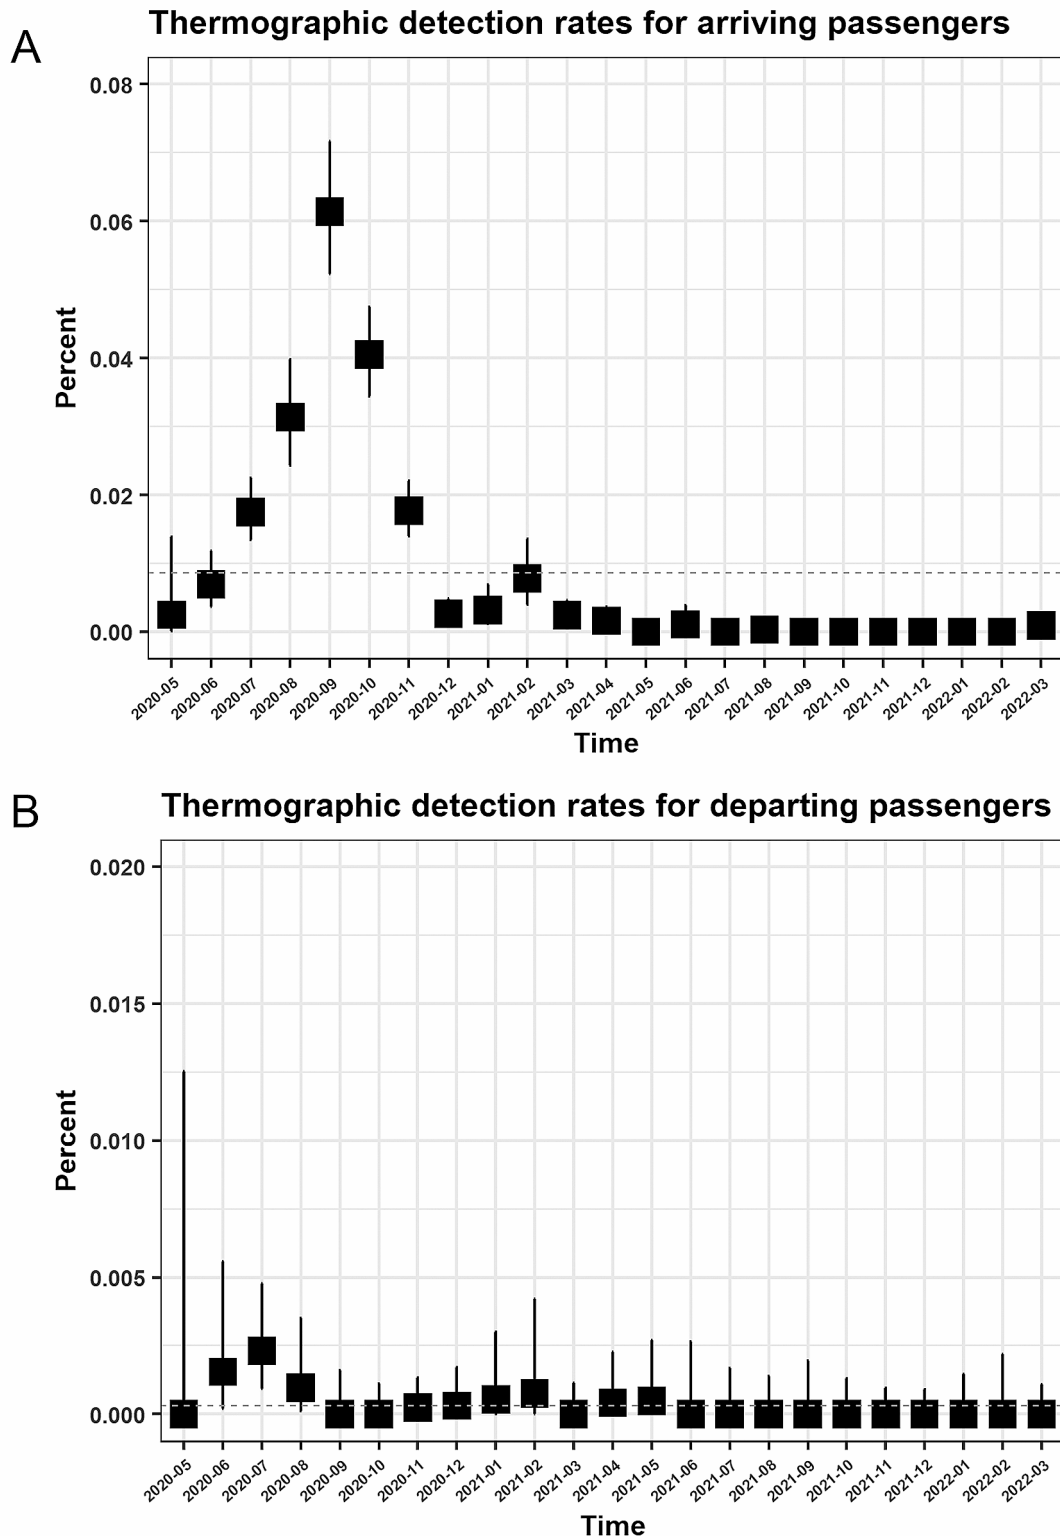 A
Thermographic detection rates for arriving passengers
0.08
0.06
0.04
0.02
0.00
Percent
2020-05 2020-06 2020-07 2020-08 2020-09 2020-10 2020-11 2020-12 2021-01 2021-02 2021-03 2021-04 2021-05 2021-06 2021-07 2021-08 2021-09 2021-10 2021-11 2021-12 2022-01 2022-02 2022-03
Time
B
Thermographic detection rates for departing passengers
0.020
0.015
0.010
0.005
0.000
Percent
2020-05 2020-06 2020-07 2020-08 2020-09 2020-10 2020-11 2020-12 2021-01 2021-02 2021-03 2021-04 2021-05 2021-06 2021-07 2021-08 2021-09 2021-10 2021-11 2021-12 2022-01 2022-02 2022-03
Time